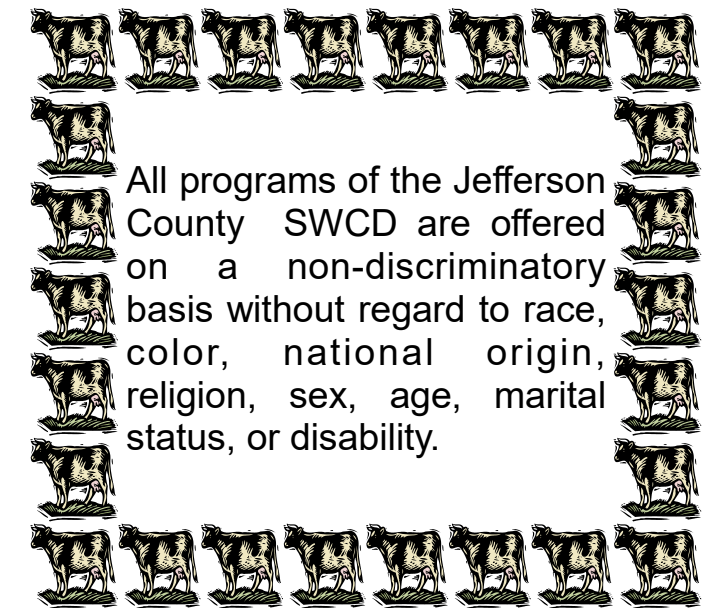 All programs of the Jefferson
County SWCD are offered
on a non-discriminatory
basis without regard to race,
color, national origin,
religion, sex, age, marital
status, or disability.